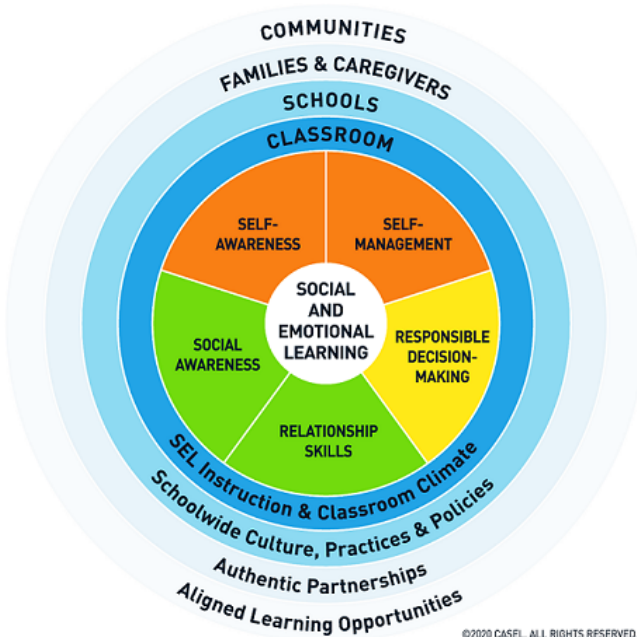 COMMUNITIES
FAMILIES & CAREGIVERS
SCHOOLS
CLASSROOM
SELF-
AWARENESS
SELF-
MANAGEMENT
SOCIAL
AND
EMOTIONAL
LEARNING
SOCIAL
AWARENESS
RESPONSIBLE
DECISION-
MAKING
RELATIONSHIP
SKILLS
SEL Instruction & Classroom Climate
Schoolwide Culture, Practices & Policies
Authentic Partnerships
Aligned Learning Opportunities
©2020 CASEL. ALL RIGHTS RESERVED